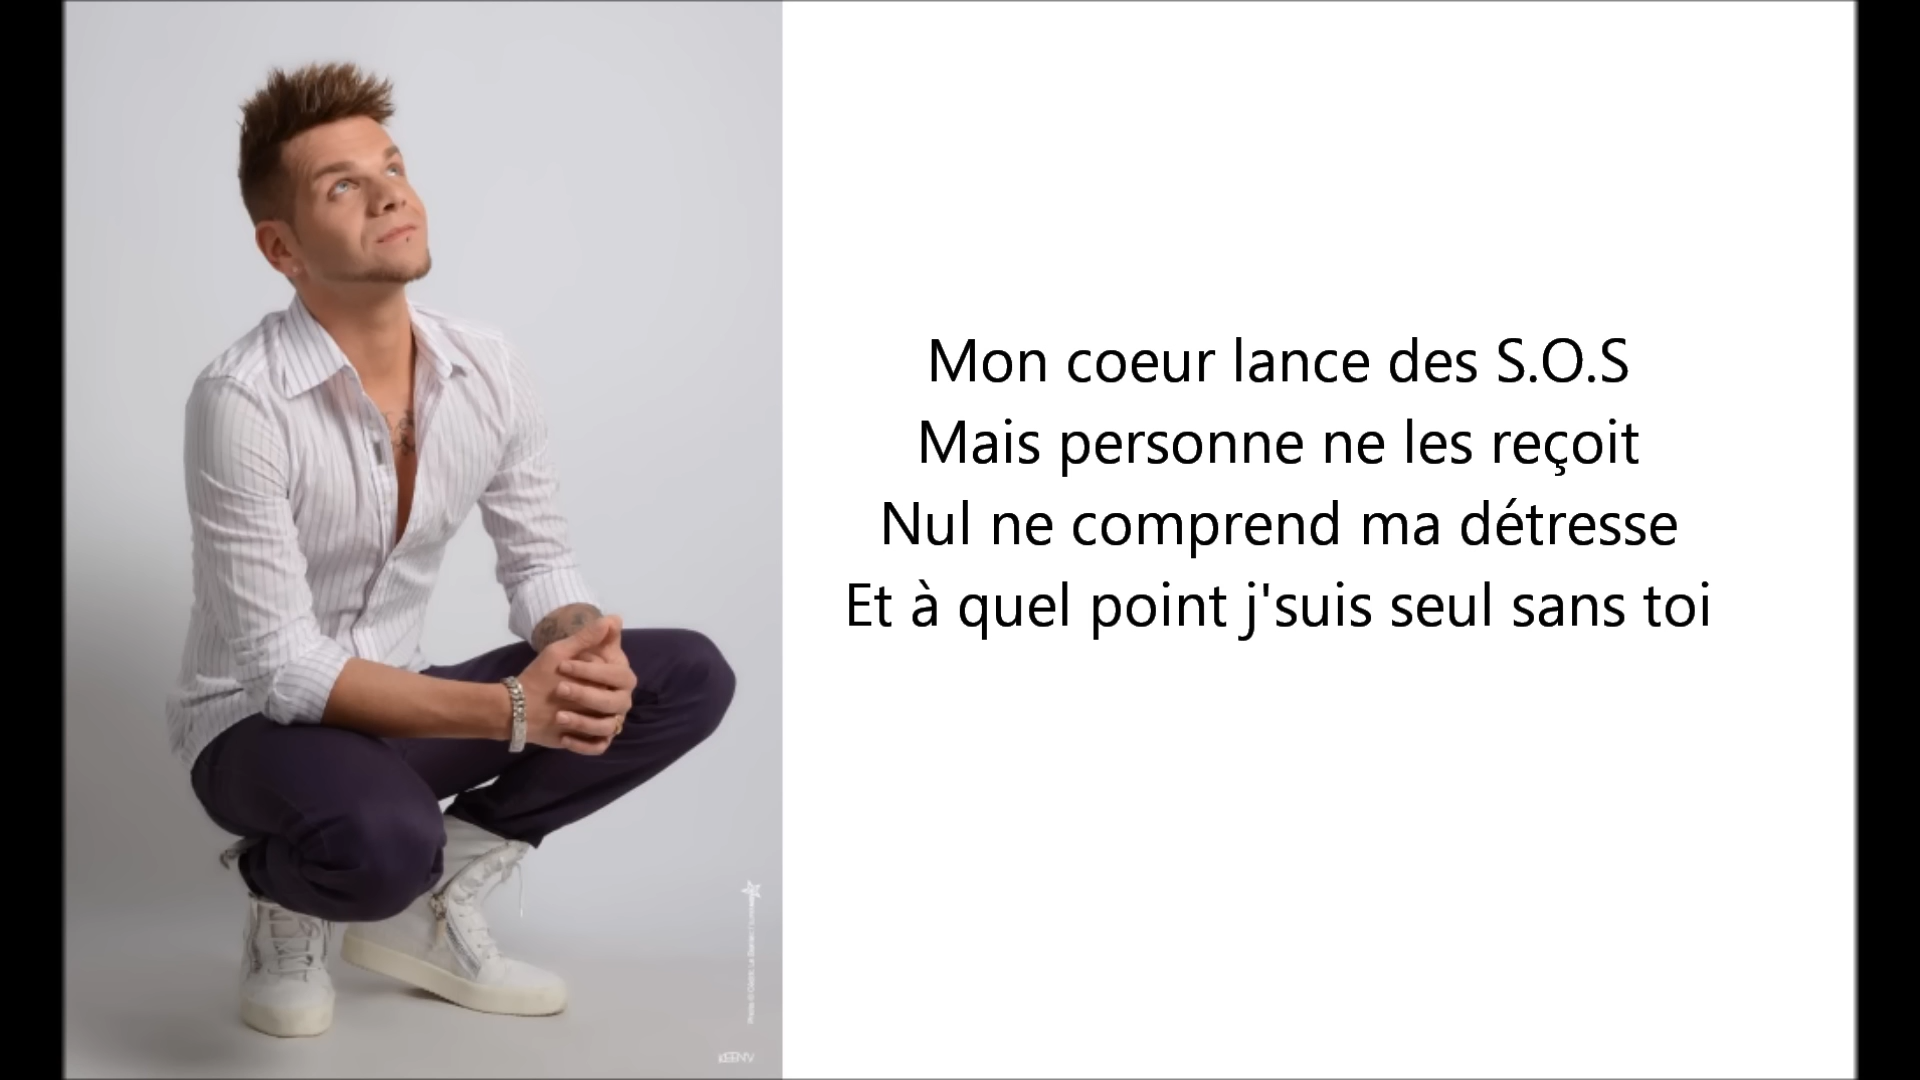 Mon coeur lance des S.O.S
Mais personne ne les reçoit
Nul ne comprend ma détresse
Et à quel point j'suis seul sans toi
KEEN'V